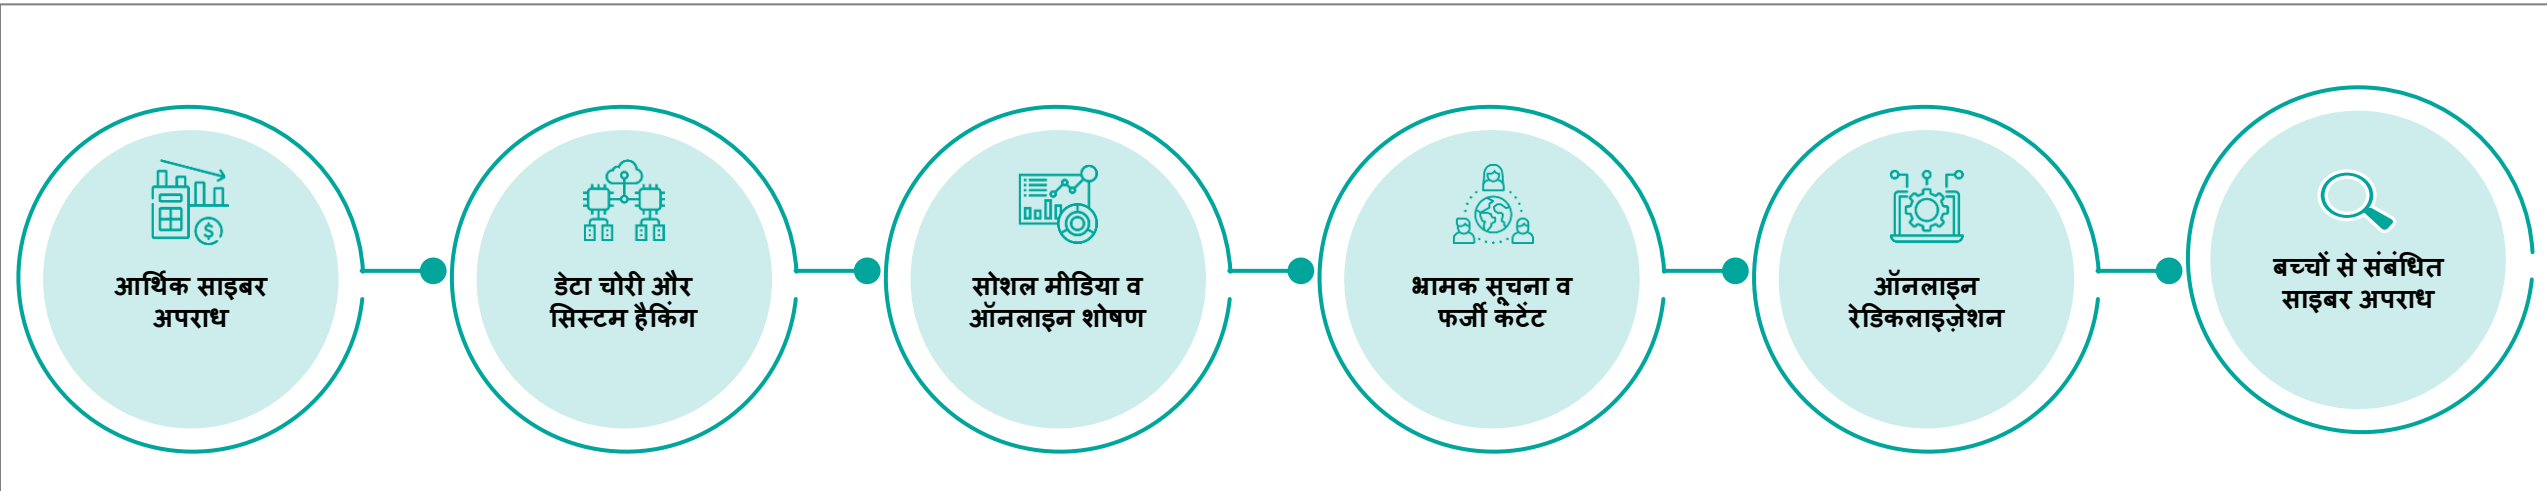 आर्थिक साइबर
अपराध
डेटा चोरी और
सिस्टम हैकिंग
सोशल मीडिया व
ऑनलाइन शोषण
भ्रामक सूचना व
फर्जी कंटेंट
ऑनलाइन
रेडिकलाइज़ेशन
बच्चों से संबंधित
साइबर अपराध